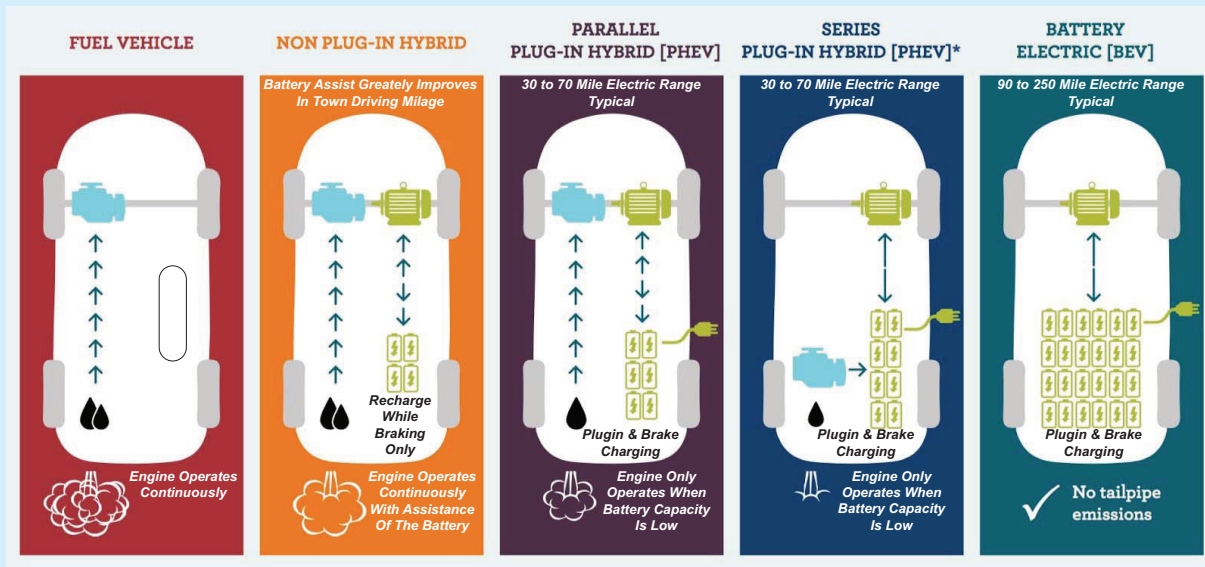 FUEL VEHICLE
Engine Operates
Continuously
NON PLUG-IN HYBRID
Battery Assist Greately Improves
In Town Driving Milage
Recharge
While
Braking
Only
Engine Operates
Continuously
With Assistance
Of The Battery
PARALLEL
PLUG-IN HYBRID [PHEV]
30 to 70 Mile Electric Range
Typical
Plugin & Brake
Charging
Engine Only
Operates When
Battery Capacity
Is Low
SERIES
PLUG-IN HYBRID [PHEV]*
30 to 70 Mile Electric Range
Typical
Plugin & Brake
Charging
Engine Only
Operates When
Battery Capacity
Is Low
BATTERY
ELECTRIC [BEV]
90 to 250 Mile Electric Range
Typical
Plugin & Brake
Charging
No tailpipe
emissions